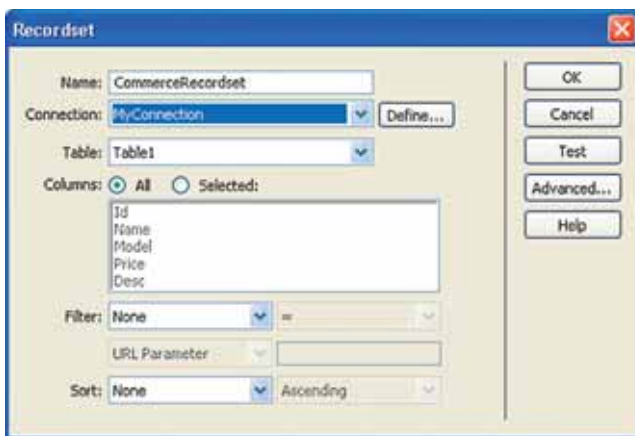 Recordset
Name: CommerceRecordset
OK
Connection: MyConnection Define...
Cancel
Table: Table1
Test
Columns: All Selected:
Advanced...
Id
Name
Help
Model
Price
Desc
Filter: None =
URL Parameter
Sort: None Ascending